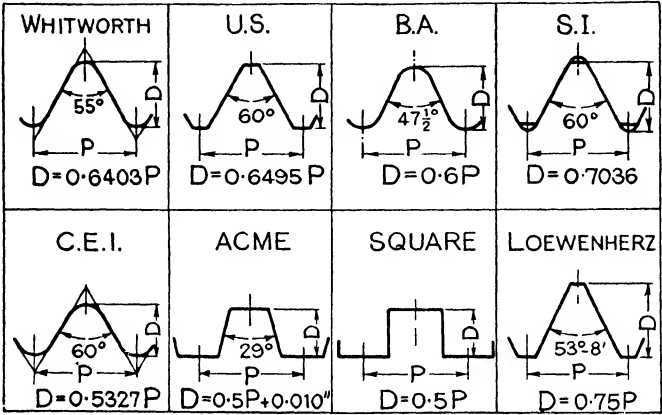 WHITWORTH
55°
D
P
D=0·6403P
U.S.
60°
D
P
D=0·6495P
B.A.
47½°
D
P
D=0·6P
S.I.
60°
D
P
D=0·7036
C.E.I.
60°
D
P
D=0·5327P
ACME
29°
D
P
D=0·5P+0·010"
SQUARE
D
P
D=0·5P
LOEWENHERZ
53°-8'
D
P
D=0·75P